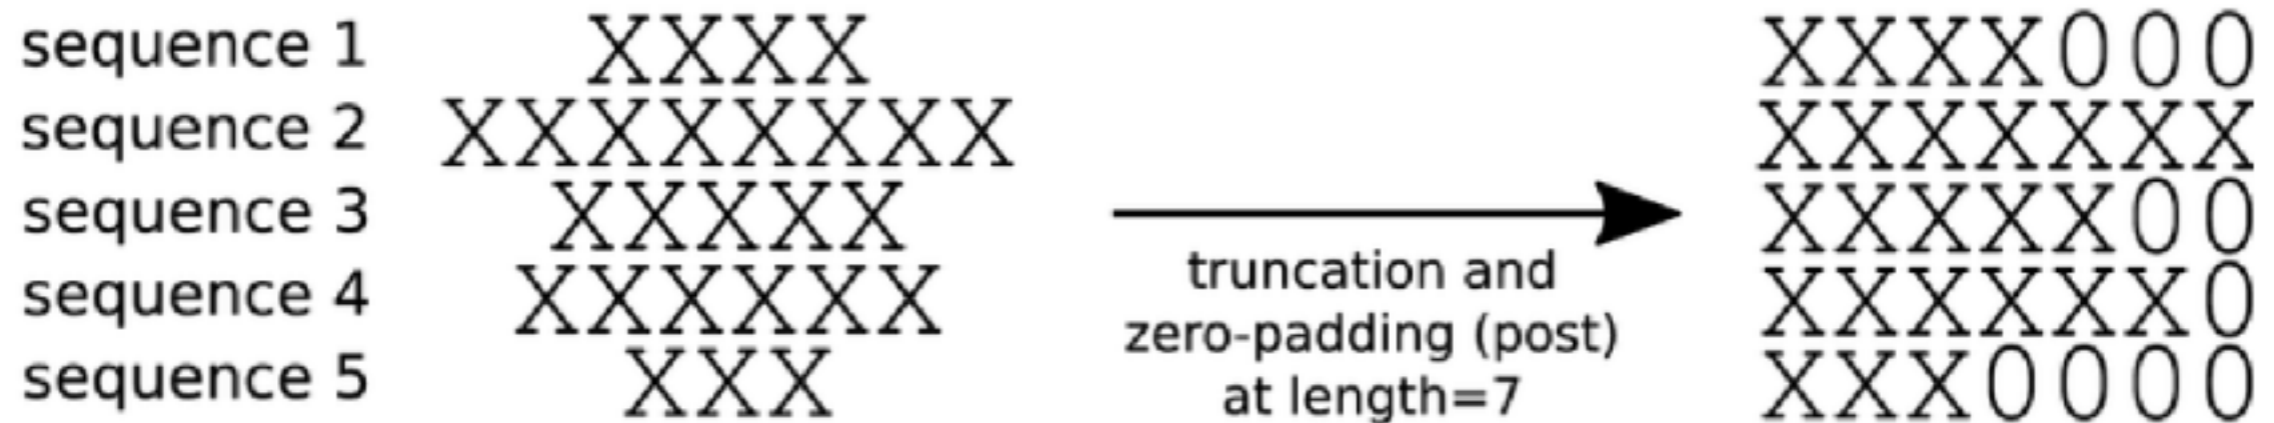 sequence 1 XXXX XXXX000
sequence 2 XXXXXXXX XXXXXXX
sequence 3 XXXXX XXXXX00
sequence 4 XXXXXX XXXXXX0
sequence 5 XXX XXX0000
truncation and
zero-padding (post)
at length=7